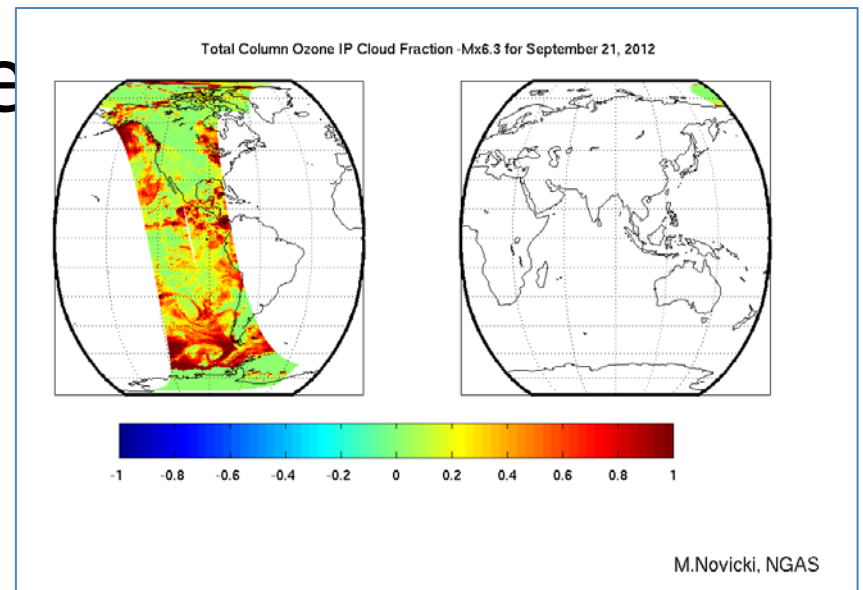 e
Total Column Ozone IP Cloud Fraction -Mx6.3 for September 21, 2012
-1 -0.8 -0.6 -0.4 -0.2 0 0.2 0.4 0.6 0.8 1
M.Novicki, NGAS